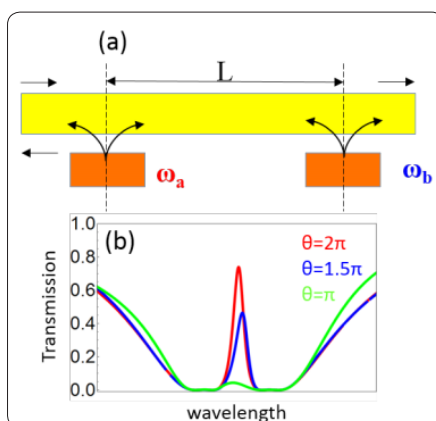 (a)
L
ωa
ωb
(b)
θ=2π
θ=1.5π
θ=π
Transmission
1.0
0.8
0.6
0.4
0.2
0.0
wavelength